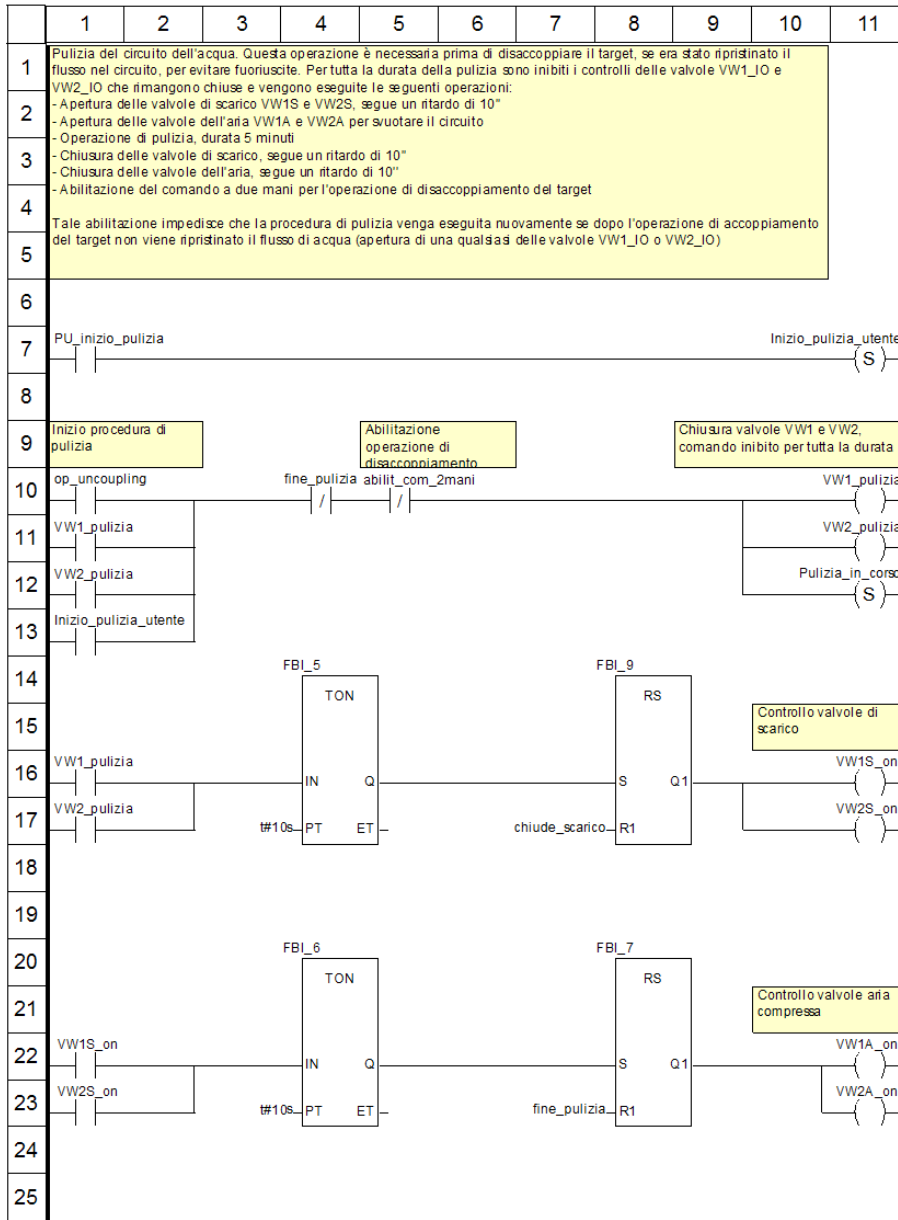 1 2 3 4 5 6 7 8 9 10 11
1
Pulizia del circuito dell'acqua. Questa operazione è necessaria prima di disaccoppiare il target, se era stato ripristinato il
flusso nel circuito, per evitare fuoriuscite. Per tutta la durata della pulizia sono inibiti i controlli delle valvole VW1_IO e
VW2_IO che rimangono chiuse e vengono eseguite le seguenti operazioni:
2
- Apertura delle valvole di scarico VW1S e VW2S, segue un ritardo di 10"
- Apertura delle valvole dell'aria VW1A e VW2A per svuotare il circuito
- Operazione di pulizia, durata 5 minuti
3
- Chiusura delle valvole di scarico, segue un ritardo di 10"
- Chiusura delle valvole dell'aria, segue un ritardo di 10''
- Abilitazione del comando a due mani per l'operazione di disaccoppiamento del target
4
Tale abilitazione impedisce che la procedura di pulizia venga eseguita nuovamente se dopo l'operazione di accoppiamento
5
del target non viene ripristinato il flusso di acqua (apertura di una qualsiasi delle valvole VW1_IO o VW2_IO)
6
PU_inizio_pulizia Inizio_pulizia_utente
7 S
8
9
Inizio procedura di
pulizia
Abilitazione
operazione di
disaccoppiamento
Chiusura valvole VW1 e VW2,
comando inibito per tutta la durata
op_uncoupling fine_pulizia abilit_com_2mani VW1_pulizia
10 / /
VW1_pulizia VW2_pulizia
11
VW2_pulizia Pulizia_in_corso
12 S
Inizio_pulizia_utente
13
FBI_5 FBI_9
14 TON RS
15
Controllo valvole di
scarico
VW1_pulizia VW1S_on
16 IN Q S Q1
VW2_pulizia VW2S_on
17 t#10s PT ET chiude_scarico R1
18
19
FBI_6 FBI_7
20 TON RS
21
Controllo valvole aria
compressa
VW1S_on VW1A_on
22 IN Q S Q1
VW2S_on VW2A_on
23 t#10s PT ET fine_pulizia R1
24
25